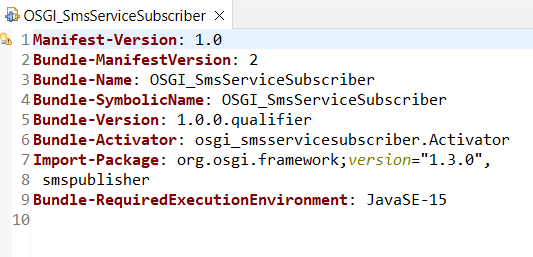 OSGI_SmsServiceSubscriber
1 Manifest-Version: 1.0
2 Bundle-ManifestVersion: 2
3 Bundle-Name: OSGI_SmsServiceSubscriber
4 Bundle-SymbolicName: OSGI_SmsServiceSubscriber
5 Bundle-Version: 1.0.0.qualifier
6 Bundle-Activator: osgi_smsservicesubscriber.Activator
7 Import-Package: org.osgi.framework;version="1.3.0",
8  smspublisher
9 Bundle-RequiredExecutionEnvironment: JavaSE-15
10